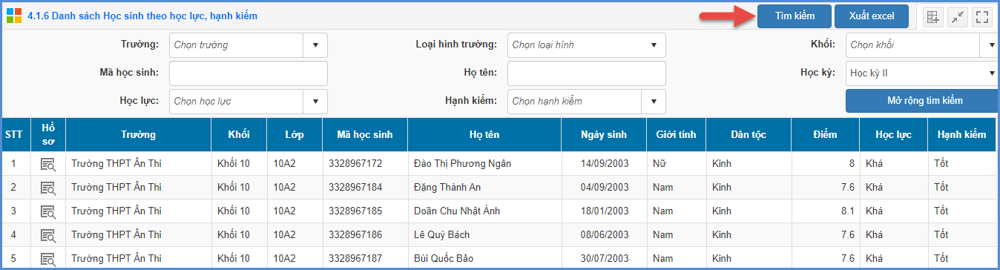 4.1.6 Danh sách Học sinh theo học lực, hạnh kiểm Tìm kiếm Xuất excel
Trường: Chọn trường Loại hình trường: Chọn loại hình Khối: Chọn khối
Mã học sinh: Họ tên: Học kỳ: Học kỳ II
Học lực: Chọn học lực Hạnh kiểm: Chọn hạnh kiểm Mở rộng tìm kiếm
STT Hồ sơ Trường Khối Lớp Mã học sinh Họ tên Ngày sinh Giới tính Dân tộc Điểm Học lực Hạnh kiểm
1 Trường THPT Ân Thi Khối 10 10A2 3328967172 Đào Thị Phương Ngân 14/09/2003 Nữ Kinh 8 Khá Tốt
2 Trường THPT Ân Thi Khối 10 10A2 3328967184 Đặng Thành An 04/09/2003 Nam Kinh 7.6 Khá Tốt
3 Trường THPT Ân Thi Khối 10 10A2 3328967185 Doãn Chu Nhật Ánh 18/01/2003 Nam Kinh 8.1 Khá Tốt
4 Trường THPT Ân Thi Khối 10 10A2 3328967186 Lê Quý Bách 08/06/2003 Nam Kinh 7.6 Khá Tốt
5 Trường THPT Ân Thi Khối 10 10A2 3328967187 Bùi Quốc Bảo 30/07/2003 Nam Kinh 7.6 Khá Tốt